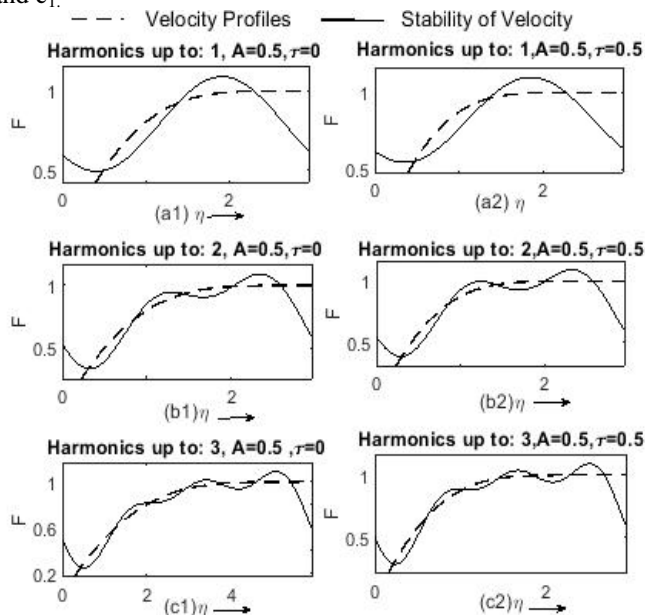 and e₁.
Velocity Profiles Stability of Velocity
Harmonics up to: 1, A=0.5,τ=0
F
1
0.5
0 2
(a1) η
Harmonics up to: 1,A=0.5,τ=0.5
F
1
0.5
2
(a2) η
Harmonics up to: 2, A=0.5,τ=0
F
1
0.5
0 2
(b1)η
Harmonics up to: 2,A=0.5,τ=0.5
F
1
0.5
0 2
(b2)η
Harmonics up to: 3, A=0.5 ,τ=0
F
1
0.6
0.2
0 2 4
(c1)η
Harmonics up to: 3,A=0.5,τ=0.5
F
1
0.5
0 2
(c2)η